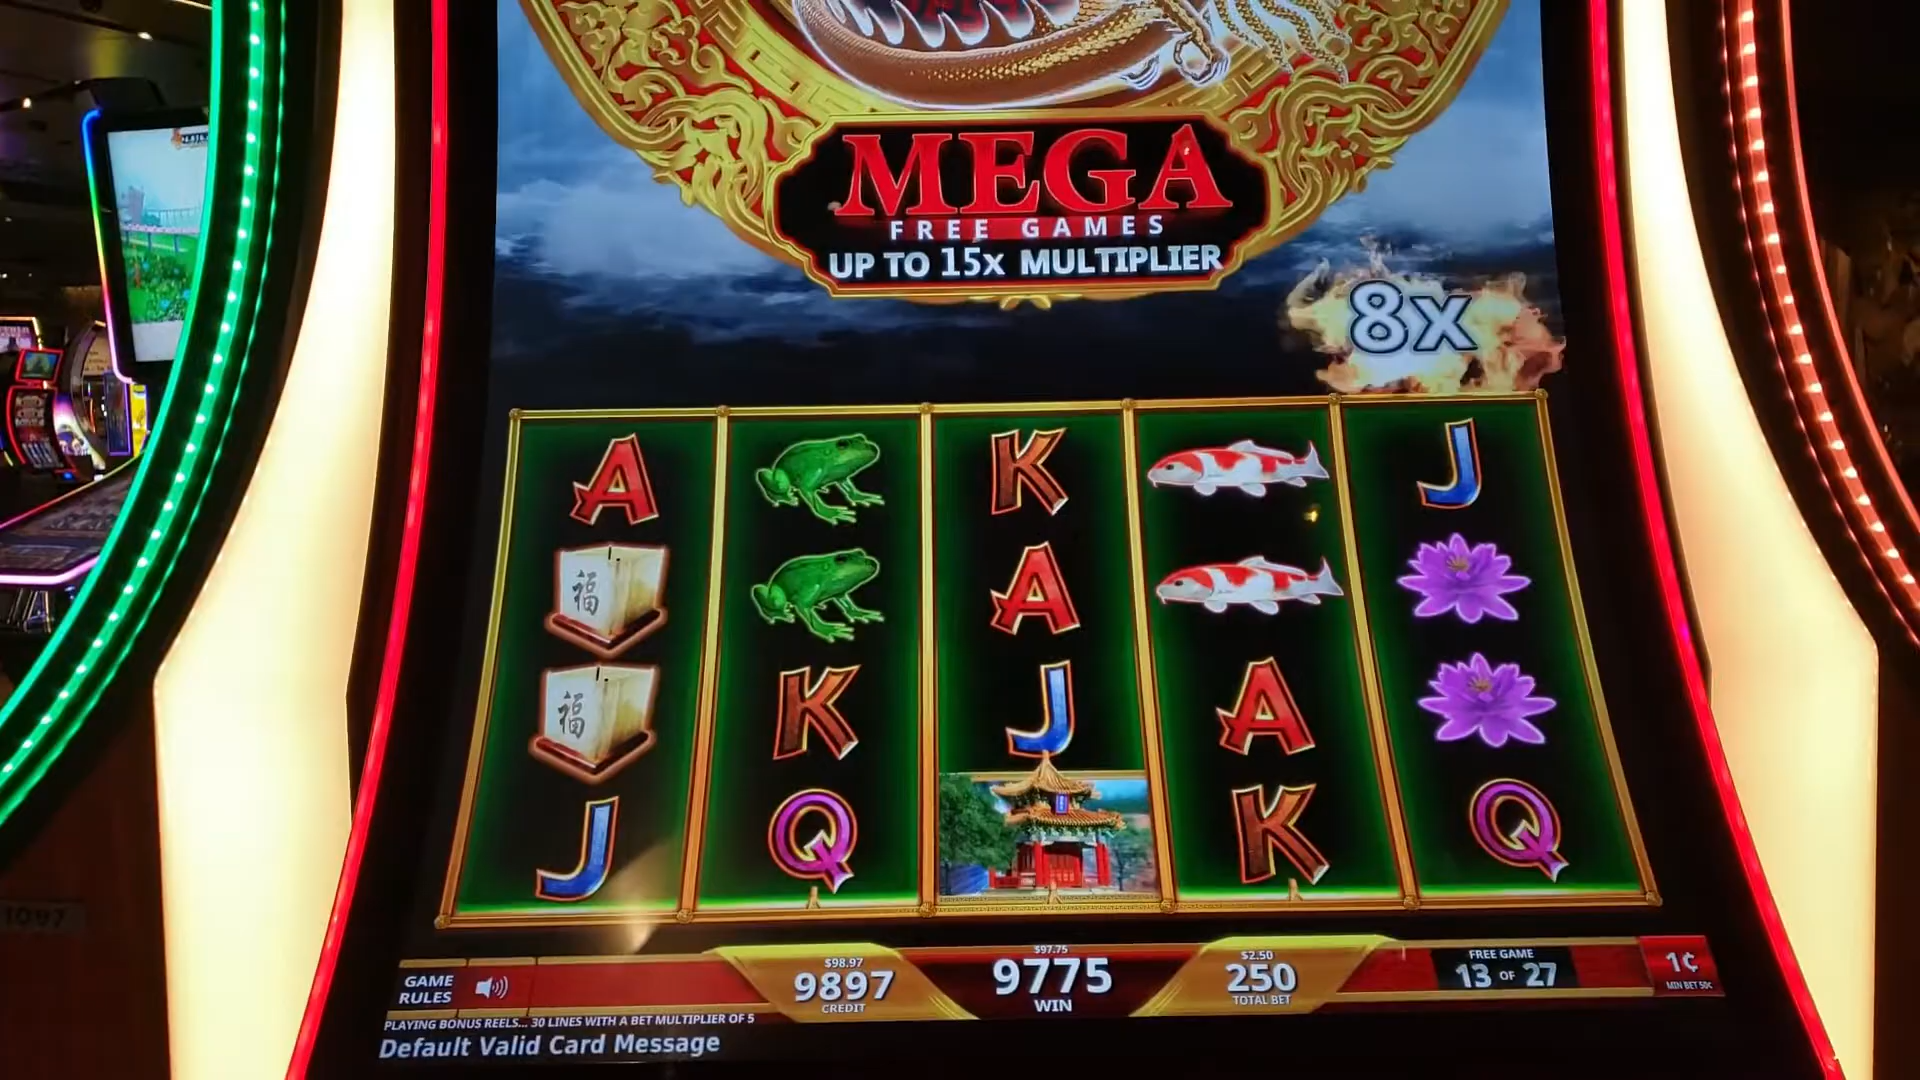 MEGA
FREE GAMES
UP TO 15x MULTIPLIER
8x
A K J
福 A
福 K J A
J Q K Q
GAME RULES
$98.97
9897
CREDIT
$97.75
9775
WIN
$2.50
250
TOTAL BET
FREE GAME
13 OF 27
1¢
MIN BET 50¢
PLAYING BONUS REELS... 30 LINES WITH A BET MULTIPLIER OF 5
Default Valid Card Message
1097